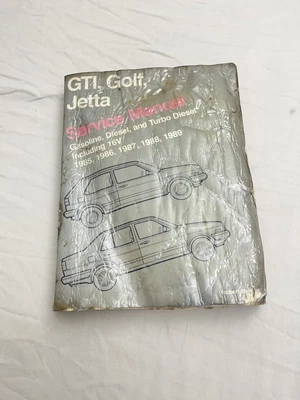 GTI, Golf,
Jetta
Service Manual
Gasoline, Diesel, and Turbo Diesel
Including 16V
1985, 1986, 1987, 1988, 1989